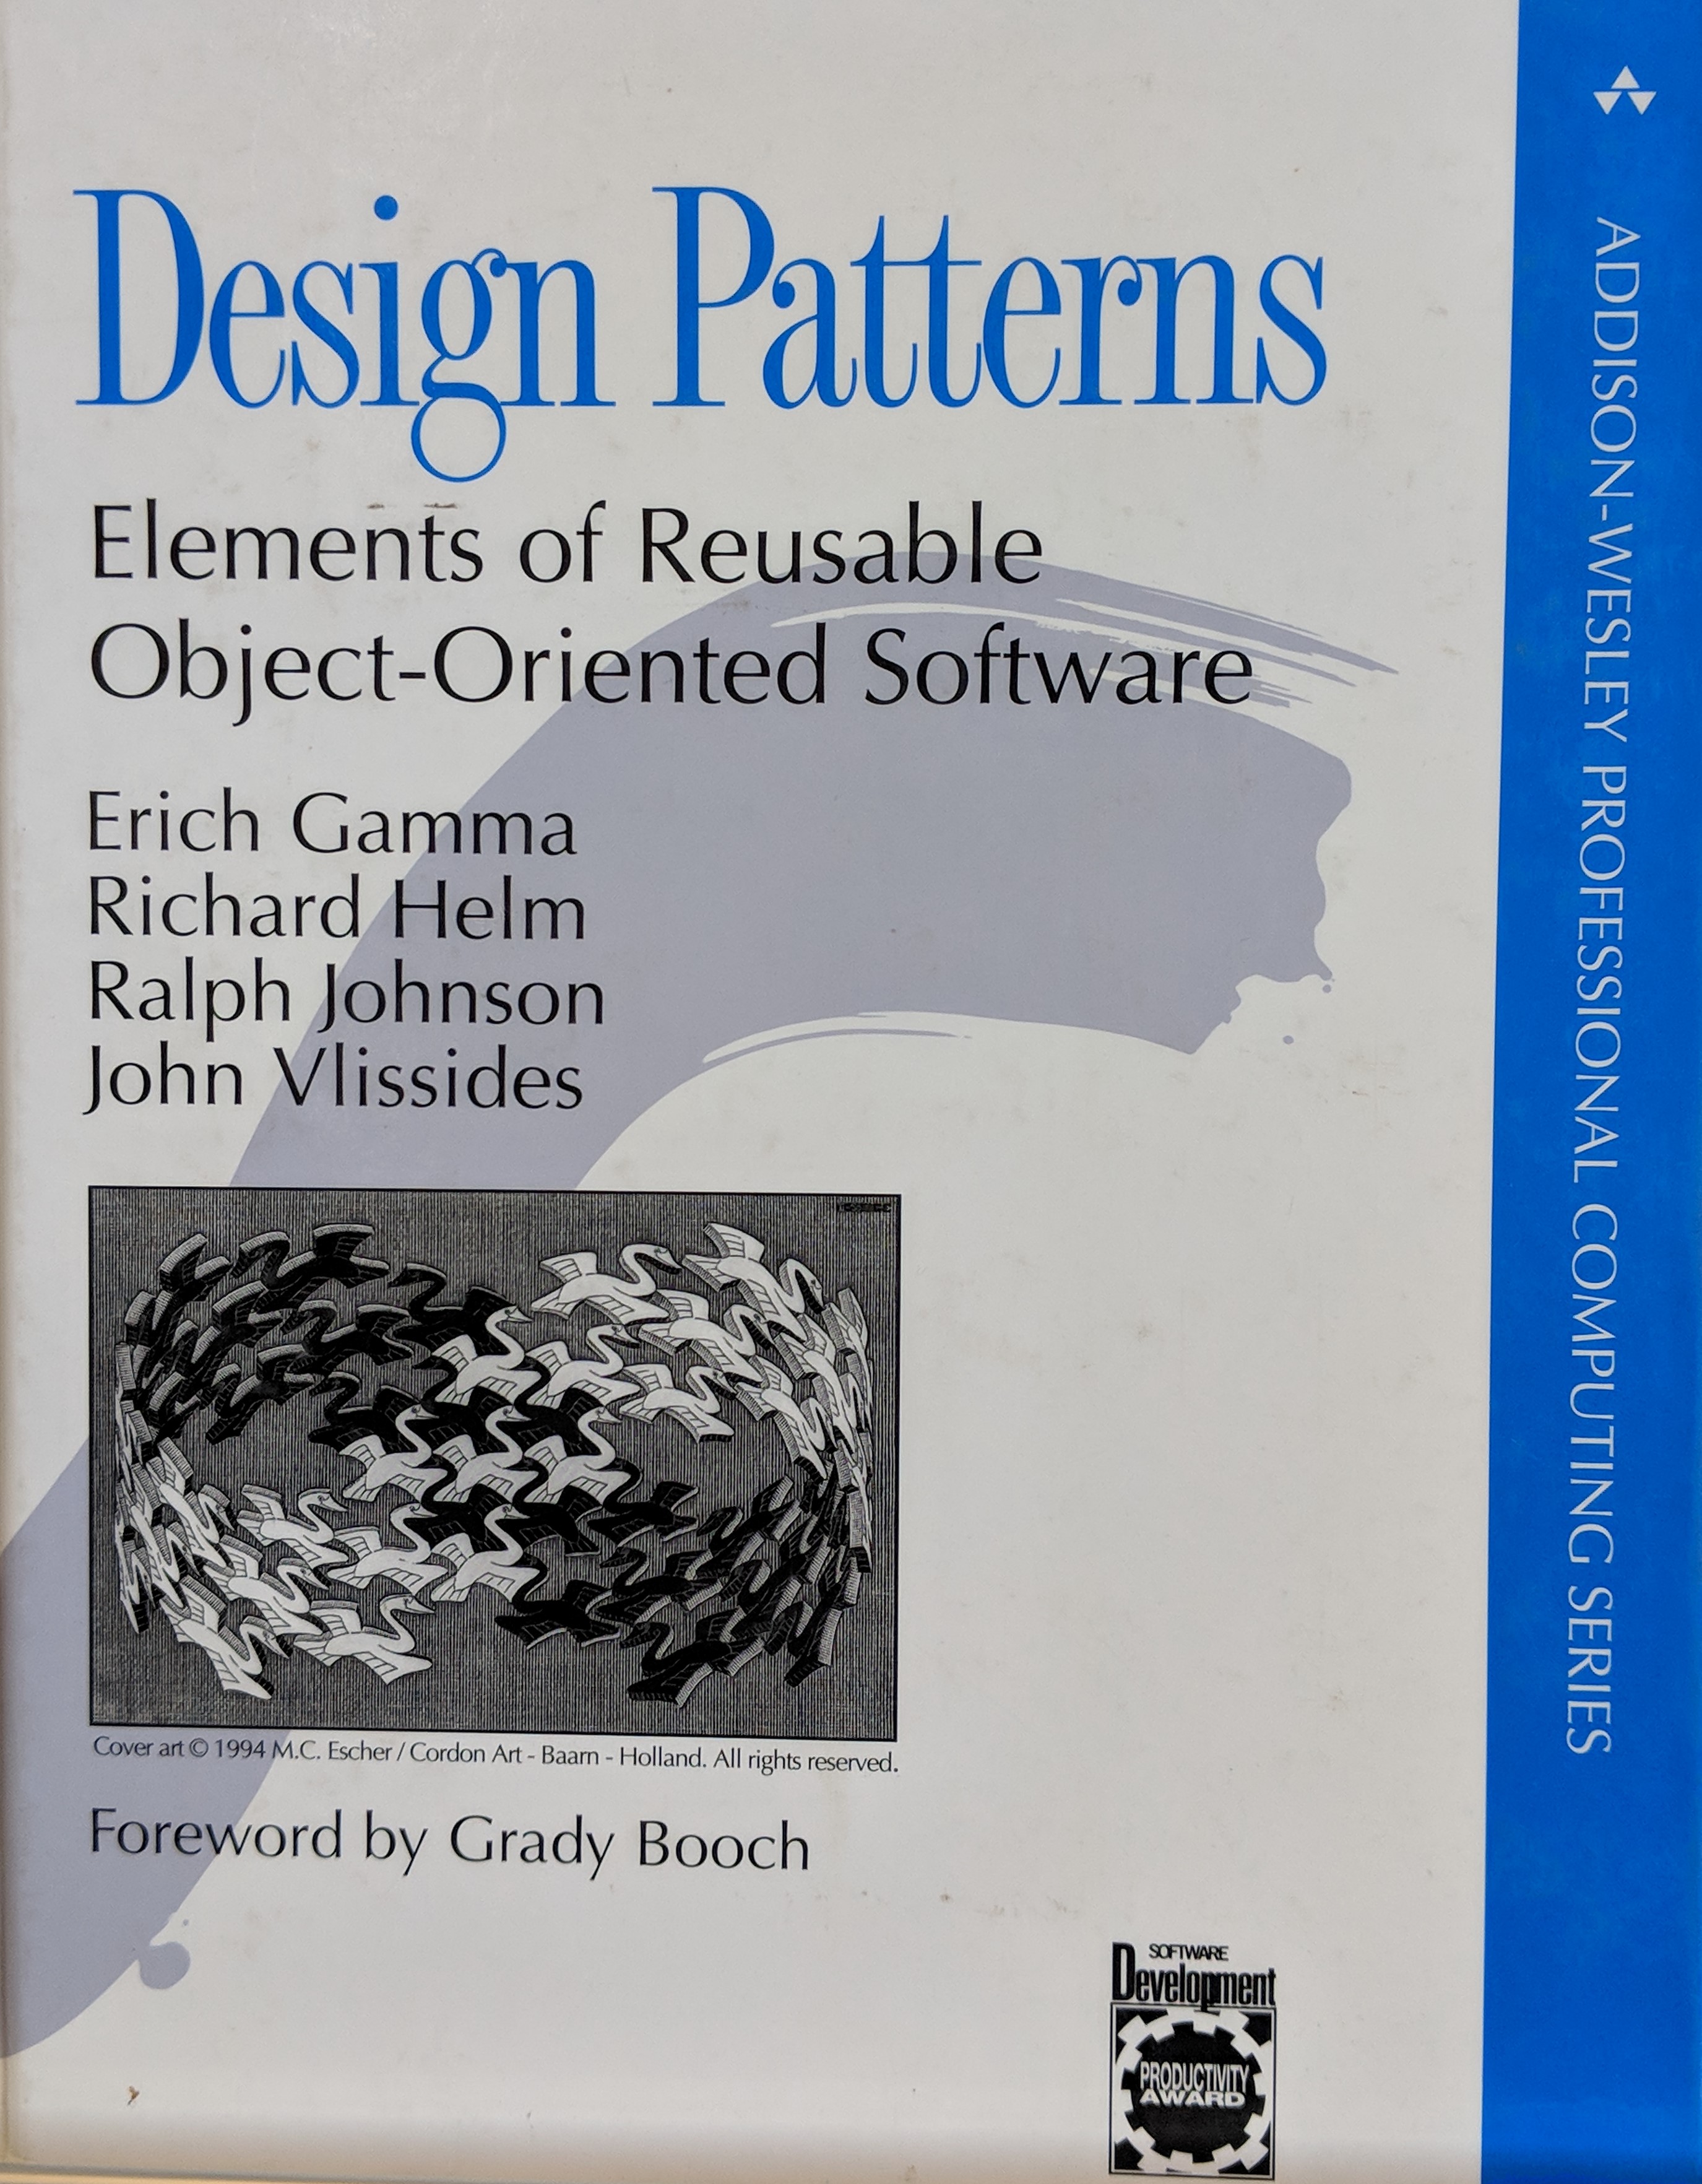 Design Patterns
Elements of Reusable
Object-Oriented Software
Erich Gamma
Richard Helm
Ralph Johnson
John Vlissides
Cover art © 1994 M.C. Escher / Cordon Art - Baarn - Holland. All rights reserved.
Foreword by Grady Booch
SOFTWARE
Development
PRODUCTIVITY
AWARD
ADDISON-WESLEY PROFESSIONAL COMPUTING SERIES